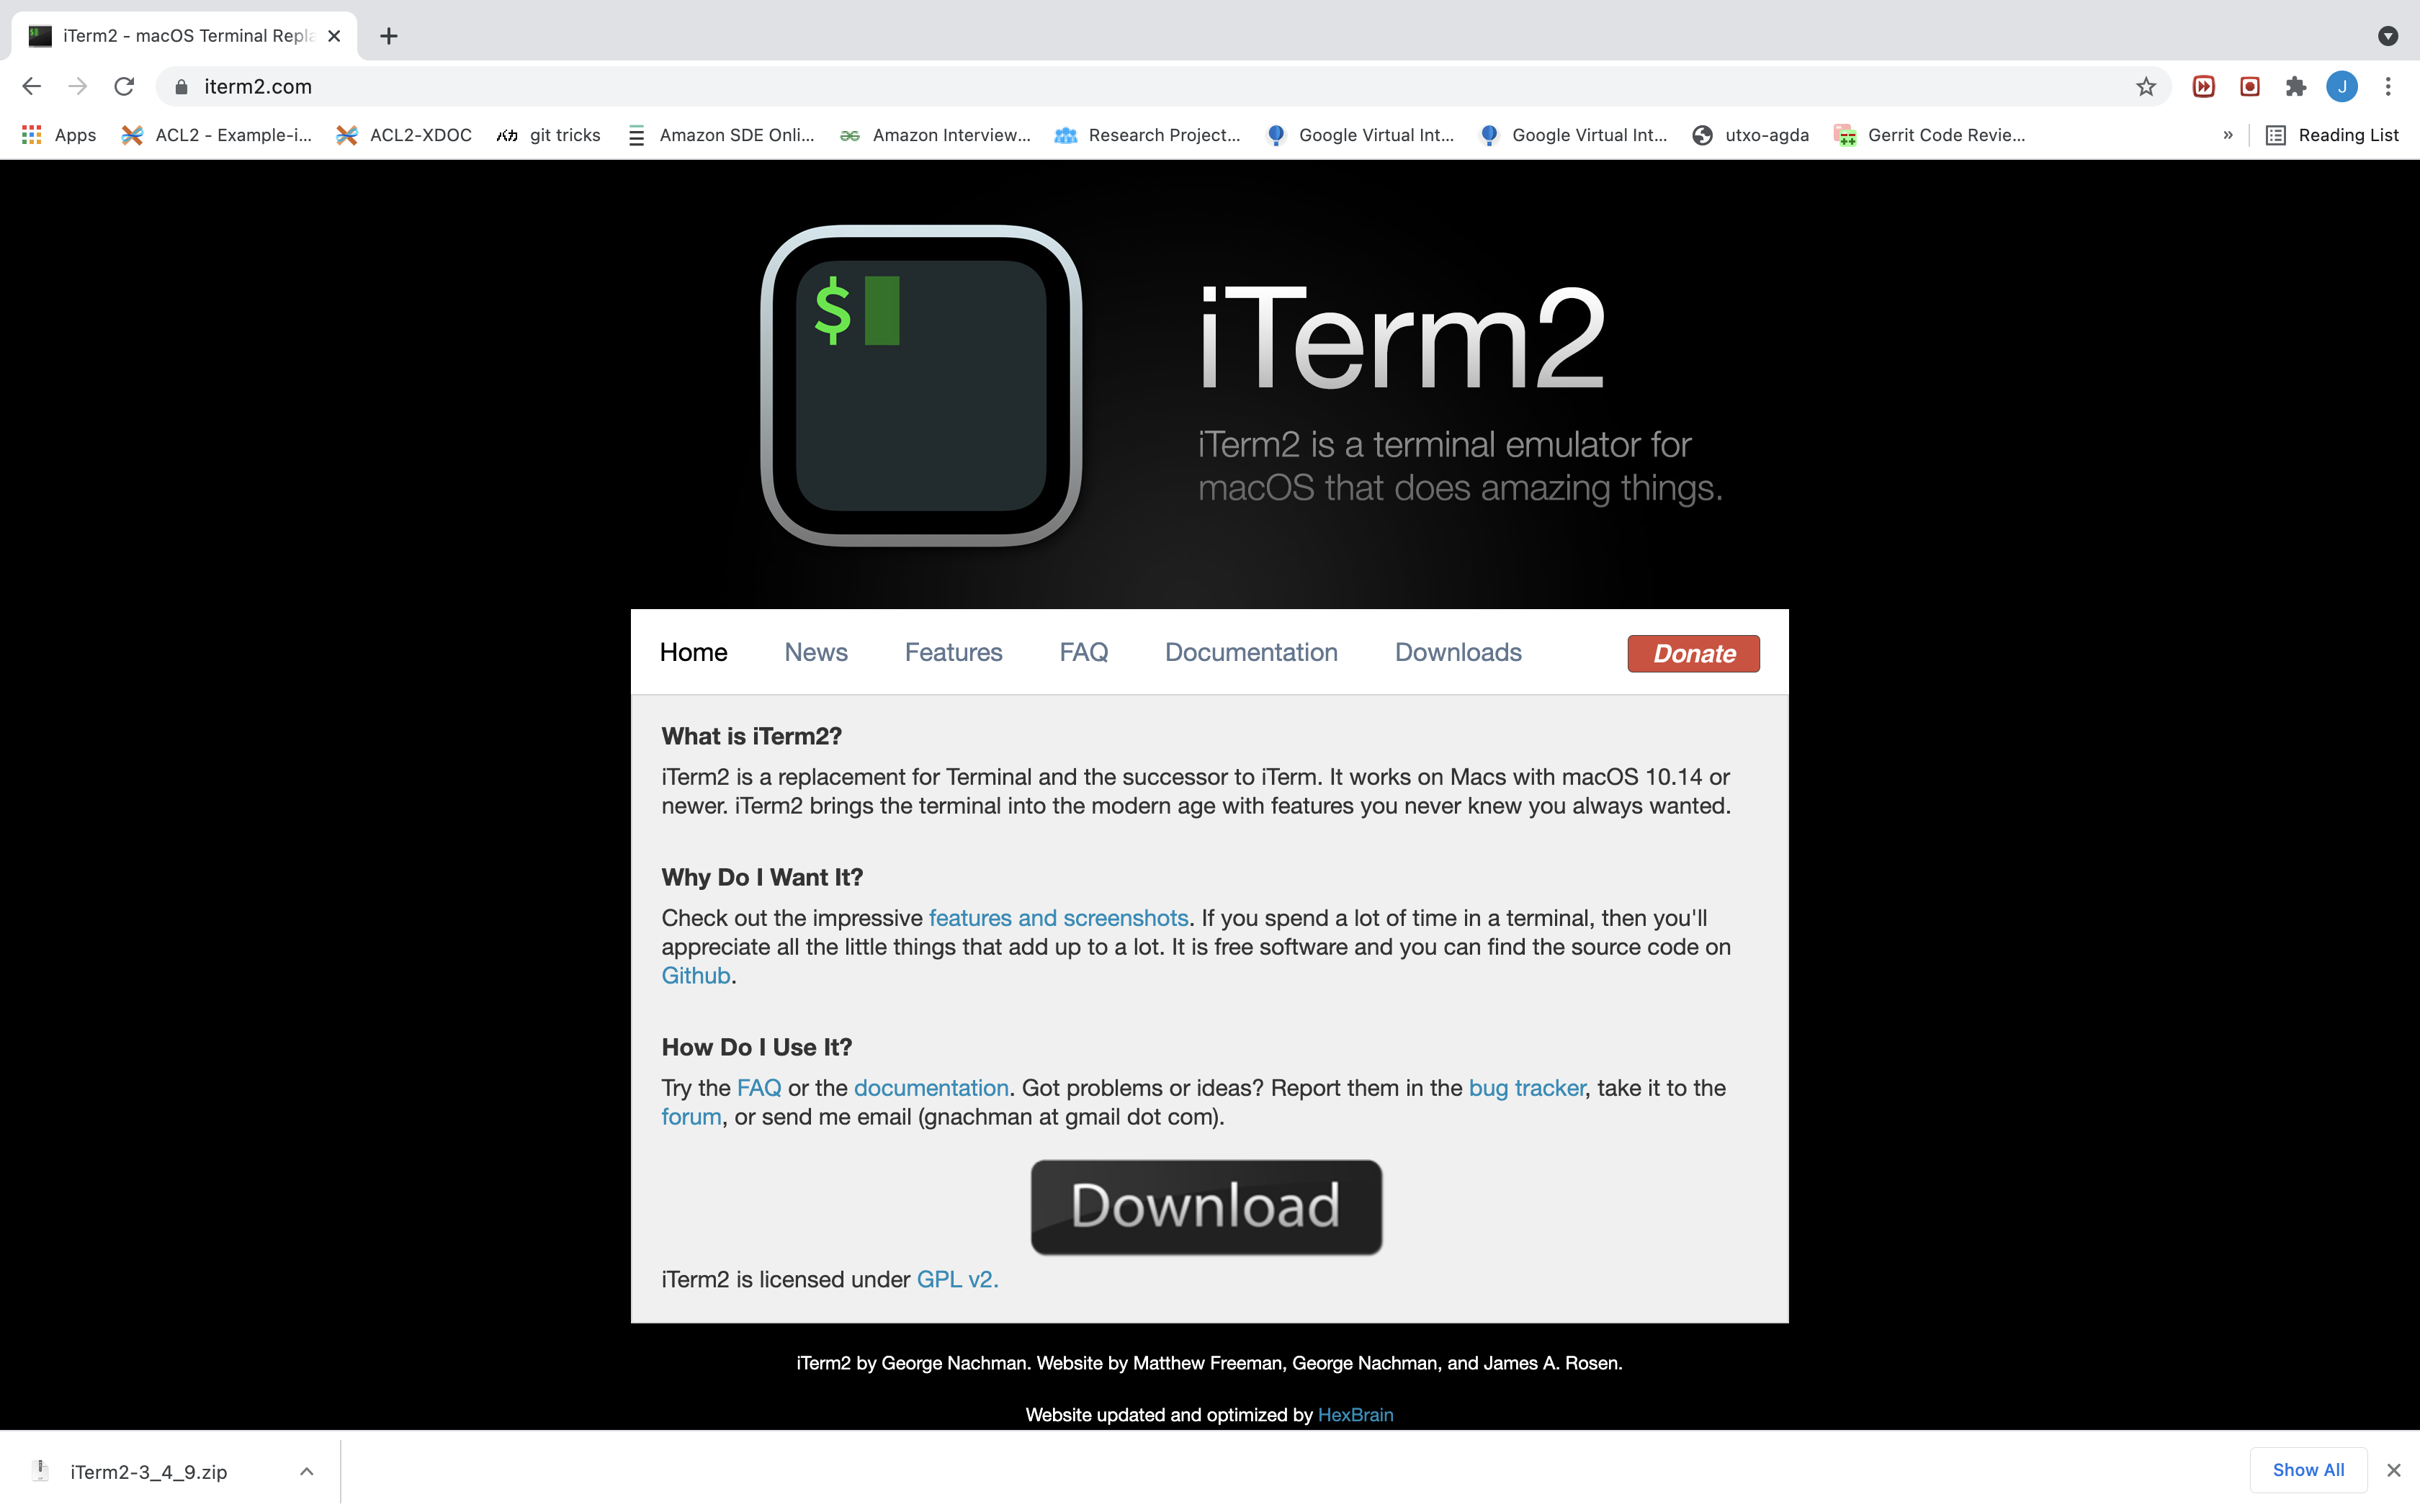 iTerm2 - macOS Terminal Repla
iterm2.com
J
Apps
ACL2 - Example-i...
ACL2-XDOC
git tricks
Amazon SDE Onli...
Amazon Interview...
Research Project...
Google Virtual Int...
Google Virtual Int...
utxo-agda
Gerrit Code Revie...
»
Reading List
$
iTerm2
iTerm2 is a terminal emulator for
macOS that does amazing things.
Home
News
Features
FAQ
Documentation
Downloads
Donate
What is iTerm2?
iTerm2 is a replacement for Terminal and the successor to iTerm. It works on Macs with macOS 10.14 or
newer. iTerm2 brings the terminal into the modern age with features you never knew you always wanted.
Why Do I Want It?
Check out the impressive features and screenshots. If you spend a lot of time in a terminal, then you'll
appreciate all the little things that add up to a lot. It is free software and you can find the source code on
Github.
How Do I Use It?
Try the FAQ or the documentation. Got problems or ideas? Report them in the bug tracker, take it to the
forum, or send me email (gnachman at gmail dot com).
Download
iTerm2 is licensed under GPL v2.
iTerm2 by George Nachman. Website by Matthew Freeman, George Nachman, and James A. Rosen.
Website updated and optimized by HexBrain
iTerm2-3_4_9.zip
Show All